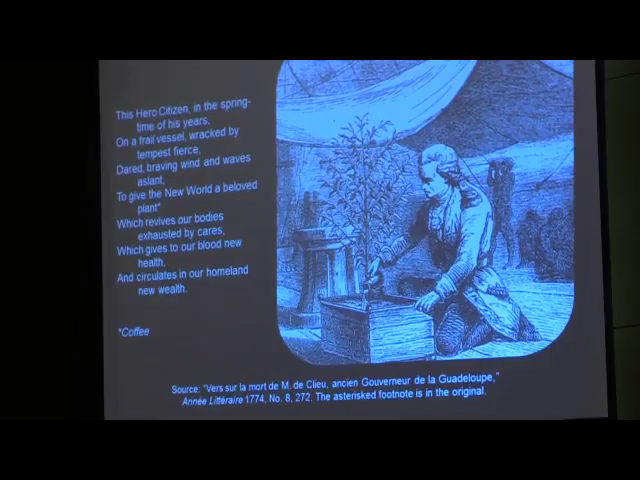 This Hero Citizen, in the spring-
time of his years,
On a frail vessel, wracked by
tempest fierce,
Dared, braving wind and waves
aslant,
To give the New World a beloved
plant*
Which revives our bodies
exhausted by cares,
Which gives to our blood new
health,
And circulates in our homeland
new wealth.
*Coffee
Source: "Vers sur la mort de M. de Clieu, ancien Gouverneur de la Guadeloupe,"
Année Littéraire 1774, No. 8, 272. The asterisked footnote is in the original.